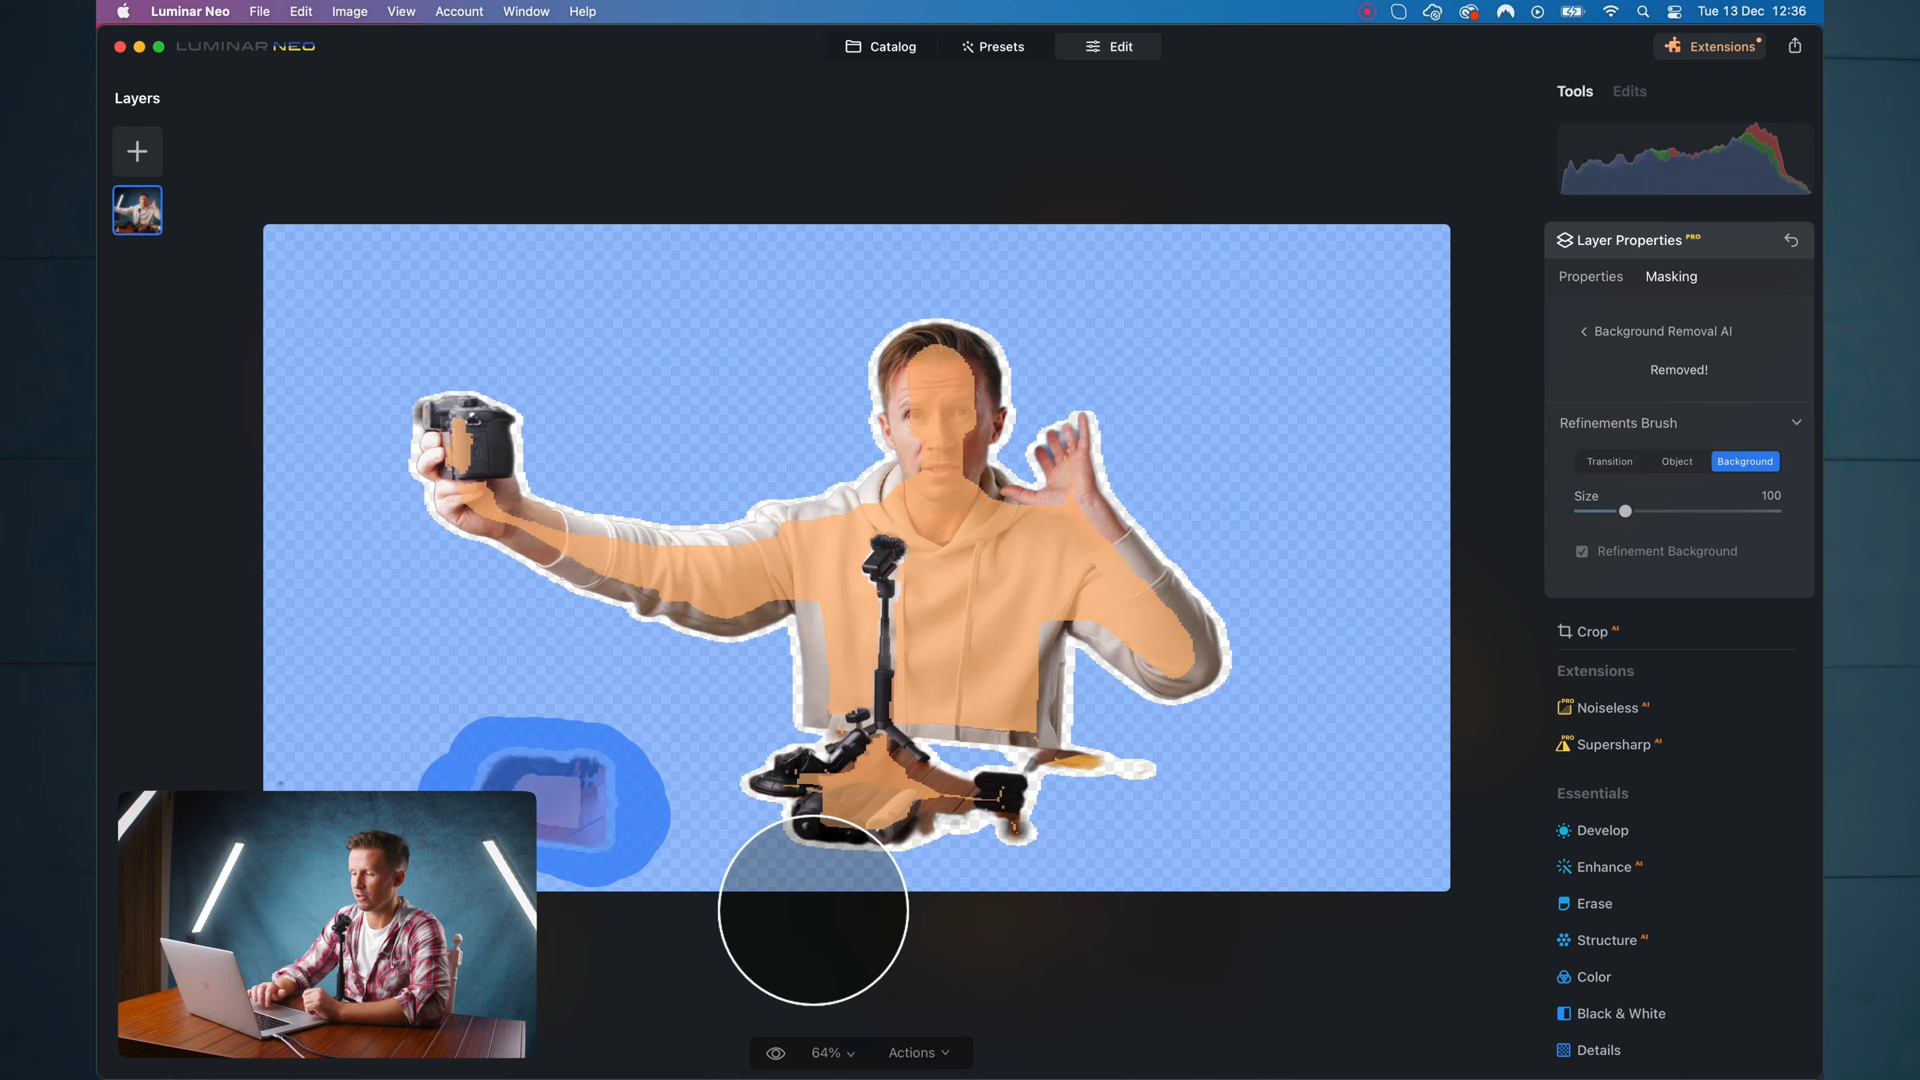 Luminar Neo File Edit Image View Account Window Help Tue 13 Dec 12:36
LUMINAR NEO Catalog Presets Edit Extensions
Layers
Tools Edits
Layer Properties PRO
Properties Masking
Background Removal AI
Removed!
Refinements Brush
Transition Object Background
Size 100
Refinement Background
Crop AI
Extensions
PRO Noiseless AI
PRO Supersharp AI
Essentials
Develop
Enhance AI
Erase
Structure AI
Color
Black & White
Details
64% Actions